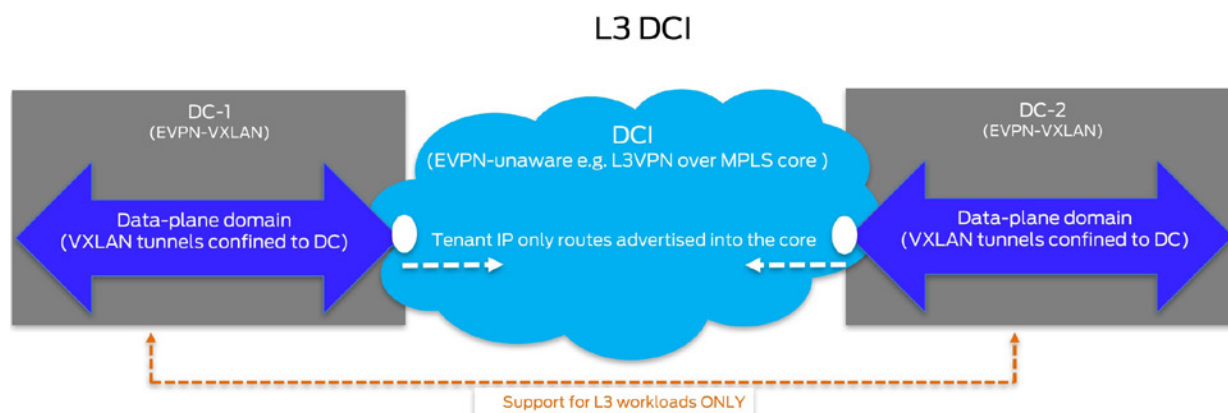 L3 DCI
DC-1
(EVPN-VXLAN)
Data-plane domain
(VXLAN tunnels confined to DC)
DCI
(EVPN-unaware e.g. L3VPN over MPLS core )
Tenant IP only routes advertised into the core
DC-2
(EVPN-VXLAN)
Data-plane domain
(VXLAN tunnels confined to DC)
Support for L3 workloads ONLY